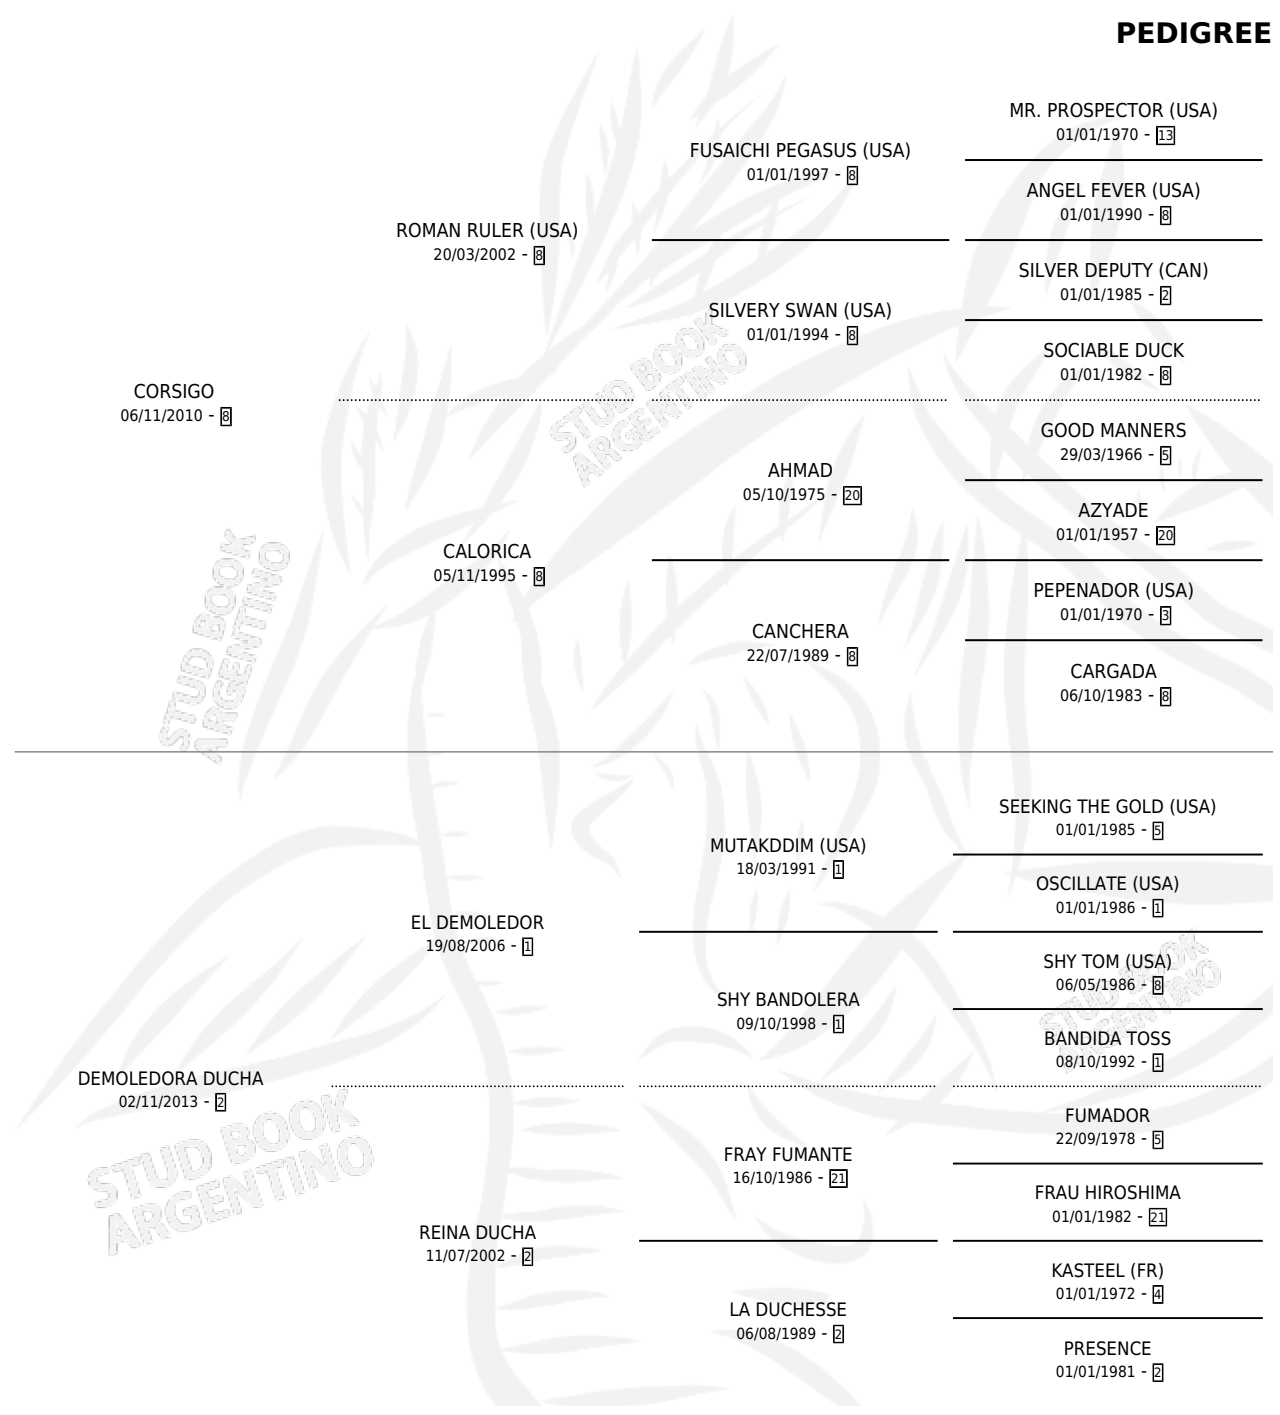 PEDIGREE
MR. PROSPECTOR (USA)
01/01/1970 - 13
FUSAICHI PEGASUS (USA)
01/01/1997 - 8
ANGEL FEVER (USA)
01/01/1990 - 8
ROMAN RULER (USA)
20/03/2002 - 8
SILVER DEPUTY (CAN)
01/01/1985 - 2
SILVERY SWAN (USA)
01/01/1994 - 8
SOCIABLE DUCK
01/01/1982 - 8
CORSIGO
06/11/2010 - 8
GOOD MANNERS
29/03/1966 - 5
AHMAD
05/10/1975 - 20
AZYADE
01/01/1957 - 20
CALORICA
05/11/1995 - 8
PEPENADOR (USA)
01/01/1970 - 3
CANCHERA
22/07/1989 - 8
CARGADA
06/10/1983 - 8
STUD BOOK
ARGENTINO
STUD BOOK
ARGENTINO
SEEKING THE GOLD (USA)
01/01/1985 - 5
MUTAKDDIM (USA)
18/03/1991 - 1
OSCILLATE (USA)
01/01/1986 - 1
EL DEMOLEDOR
19/08/2006 - 1
SHY TOM (USA)
06/05/1986 - 8
SHY BANDOLERA
09/10/1998 - 1
BANDIDA TOSS
08/10/1992 - 1
DEMOLEDORA DUCHA
02/11/2013 - 2
FUMADOR
22/09/1978 - 5
FRAY FUMANTE
16/10/1986 - 21
FRAU HIROSHIMA
01/01/1982 - 21
REINA DUCHA
11/07/2002 - 2
KASTEEL (FR)
01/01/1972 - 4
LA DUCHESSE
06/08/1989 - 2
PRESENCE
01/01/1981 - 2
STUD BOOK
ARGENTINO
STUD BOOK
ARGENTINO